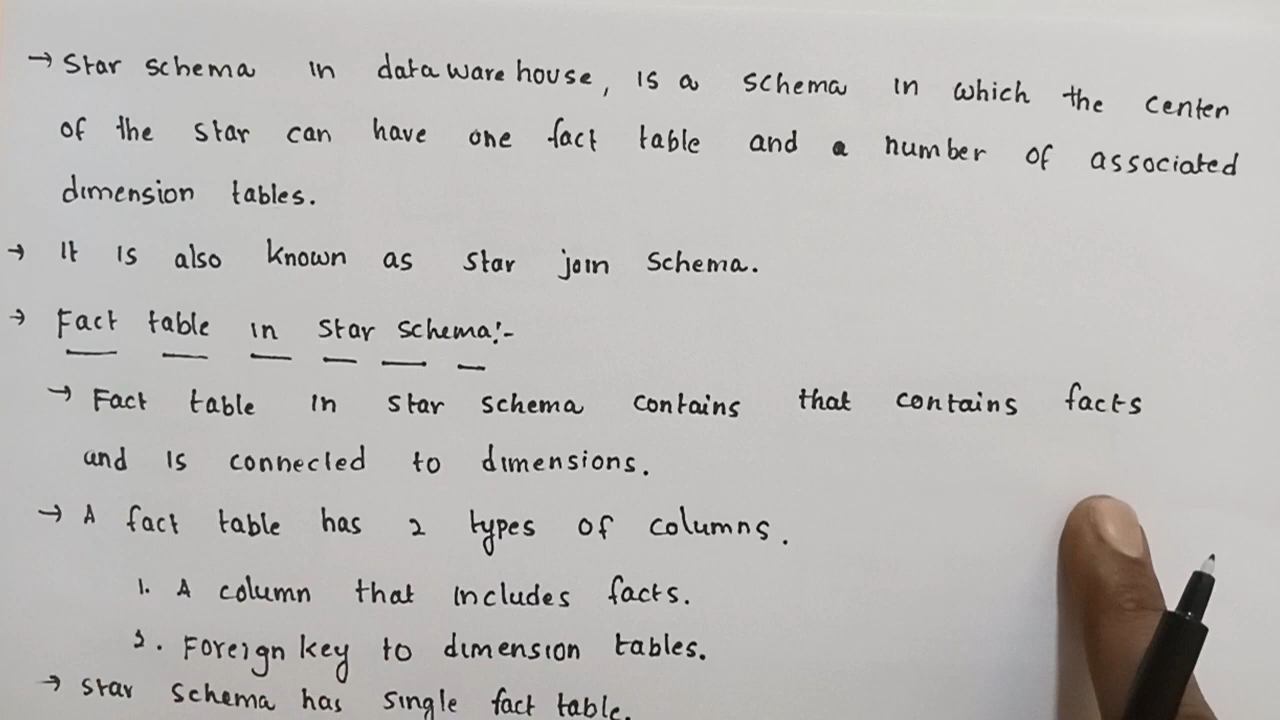 → Star schema in data ware house, is a schema in which the center
of the star can have one fact table and a number of associated
dimension tables.
→ It is also known as star join schema.
→ Fact table in star schema:-
→ Fact table in star schema contains that contains facts
and is connected to dimensions.
→ A fact table has 2 types of columns.
1. A column that includes facts.
2. Foreign key to dimension tables.
→ star schema has single fact table.